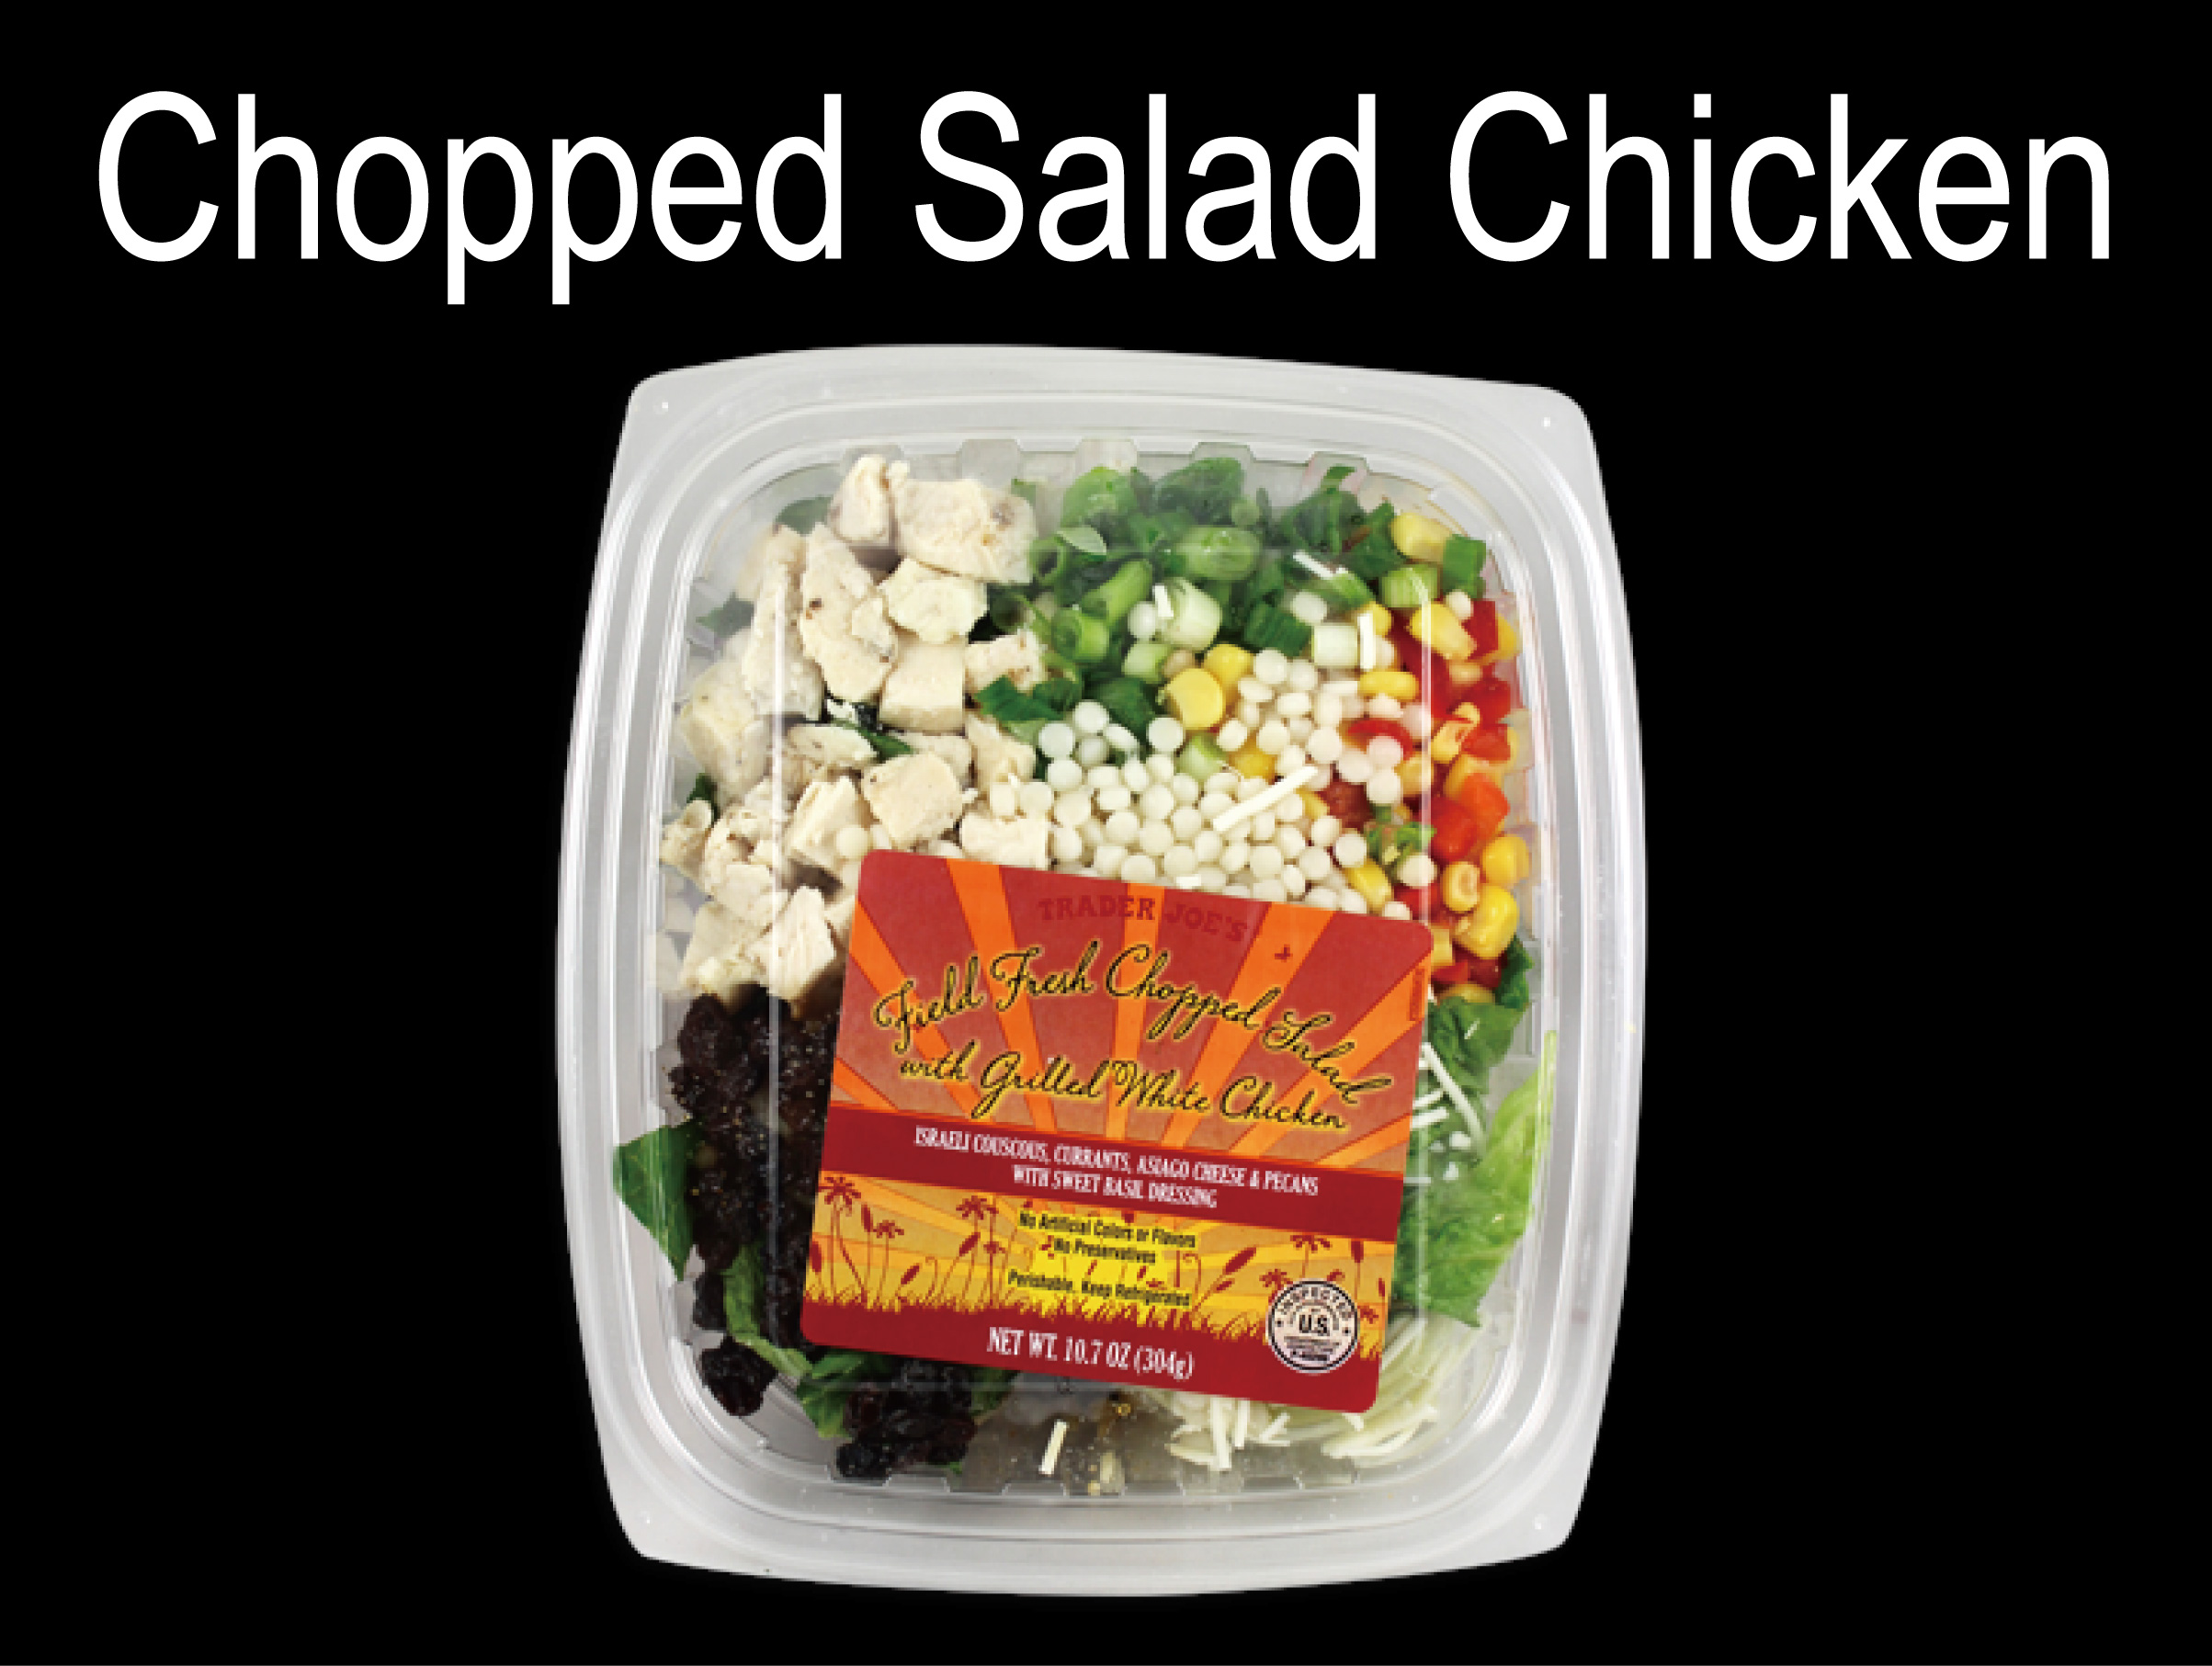 Chopped Salad Chicken
TRADER JOE'S
Field Fresh Chopped Salad
with Grilled White Chicken
ISRAELI COUSCOUS, CURRANTS, ASIAGO CHEESE & PECANS
WITH SWEET BASIL DRESSING
No Artificial Colors or Flavors
No Preservatives
Perishable, Keep Refrigerated
NET WT. 10.7 OZ (304g)
INSPECTED
U.S.